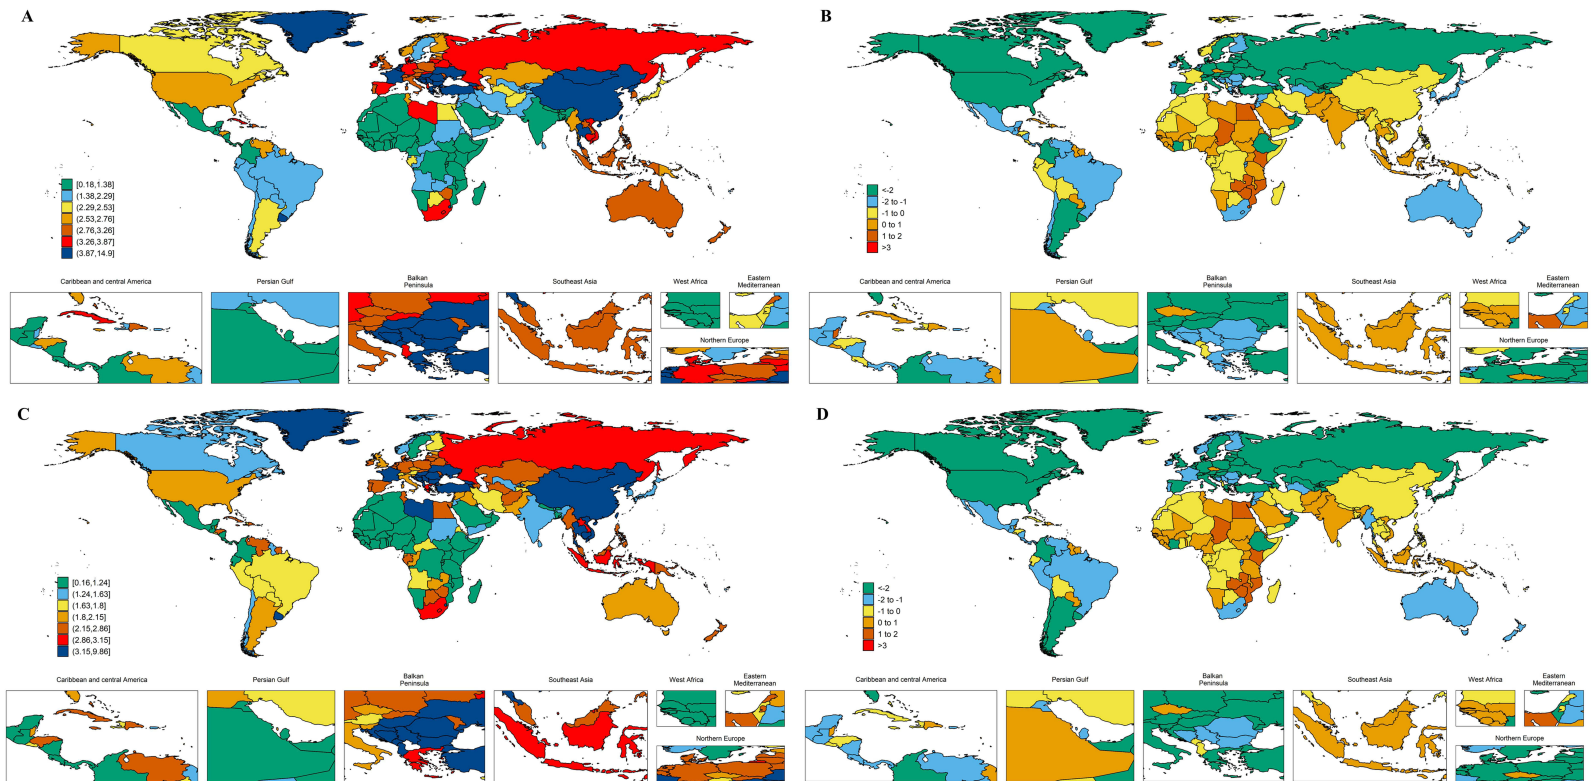 A
[0.18,1.38]
(1.38,2.29]
(2.29,2.53]
(2.53,2.76]
(2.76,3.26]
(3.26,3.87]
(3.87,14.9]
Caribbean and central America
Persian Gulf
Balkan
Peninsula
Southeast Asia
West Africa
Eastern
Mediterranean
Northern Europe
B
<-2
-2 to -1
-1 to 0
0 to 1
1 to 2
>3
Caribbean and central America
Persian Gulf
Balkan
Peninsula
Southeast Asia
West Africa
Eastern
Mediterranean
Northern Europe
C
[0.16,1.24]
(1.24,1.63]
(1.63,1.8]
(1.8,2.15]
(2.15,2.86]
(2.86,3.15]
(3.15,9.86]
Caribbean and central America
Persian Gulf
Balkan
Peninsula
Southeast Asia
West Africa
Eastern
Mediterranean
Northern Europe
D
<-2
-2 to -1
-1 to 0
0 to 1
1 to 2
>3
Caribbean and central America
Persian Gulf
Balkan
Peninsula
Southeast Asia
West Africa
Eastern
Mediterranean
Northern Europe